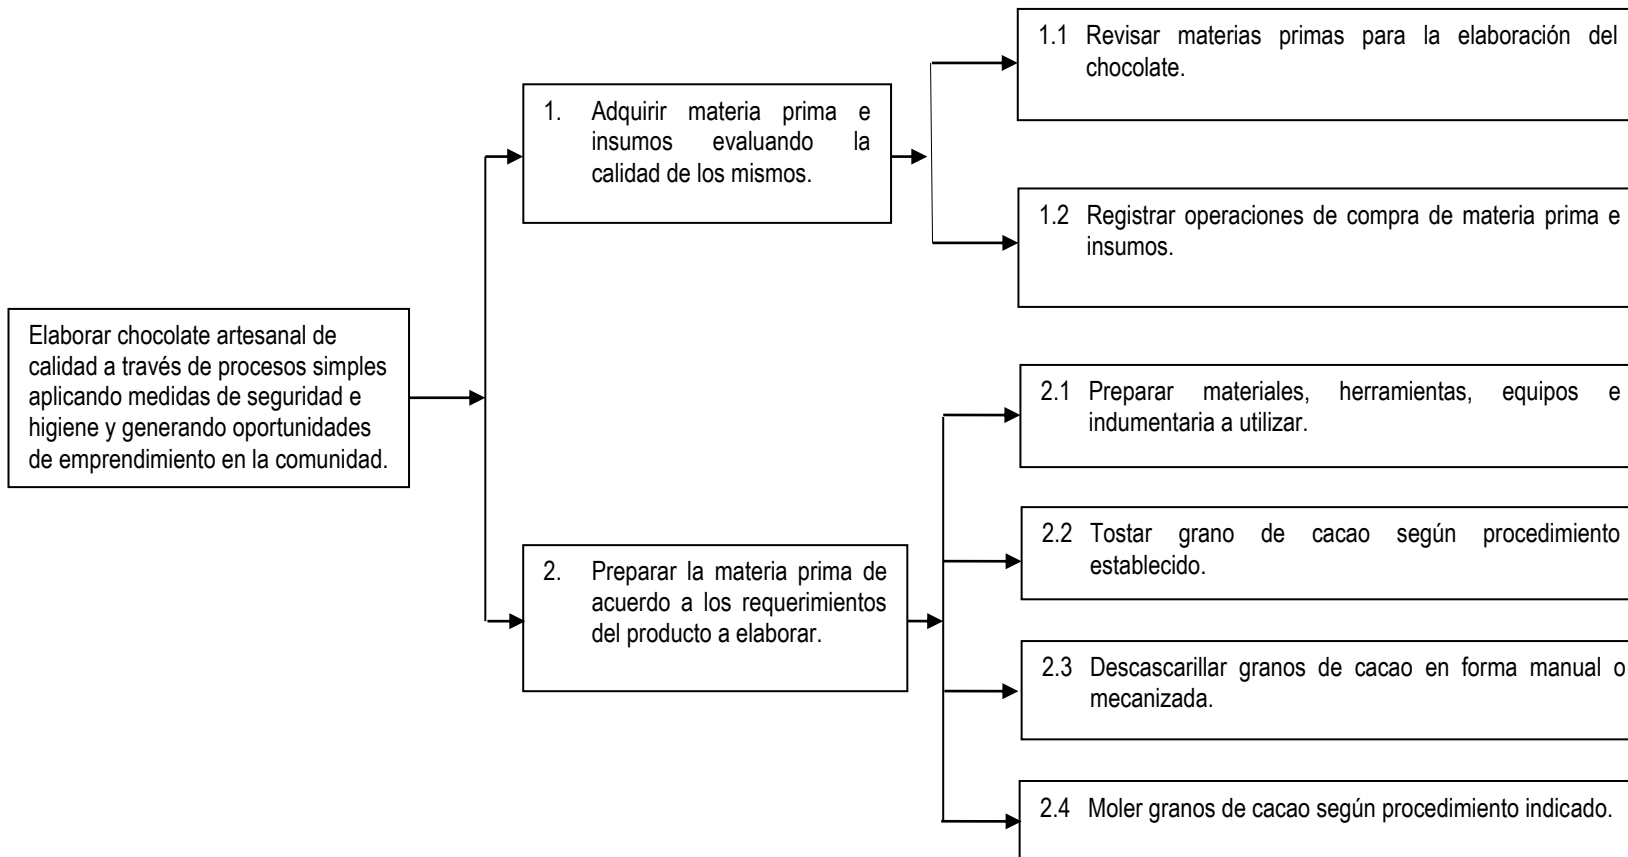 Elaborar chocolate artesanal de
calidad a través de procesos simples
aplicando medidas de seguridad e
higiene y generando oportunidades
de emprendimiento en la comunidad.
1. Adquirir materia prima e
insumos evaluando la
calidad de los mismos.
1.1 Revisar materias primas para la elaboración del
chocolate.
1.2 Registrar operaciones de compra de materia prima e
insumos.
2. Preparar la materia prima de
acuerdo a los requerimientos
del producto a elaborar.
2.1 Preparar materiales, herramientas, equipos e
indumentaria a utilizar.
2.2 Tostar grano de cacao según procedimiento
establecido.
2.3 Descascarillar granos de cacao en forma manual o
mecanizada.
2.4 Moler granos de cacao según procedimiento indicado.